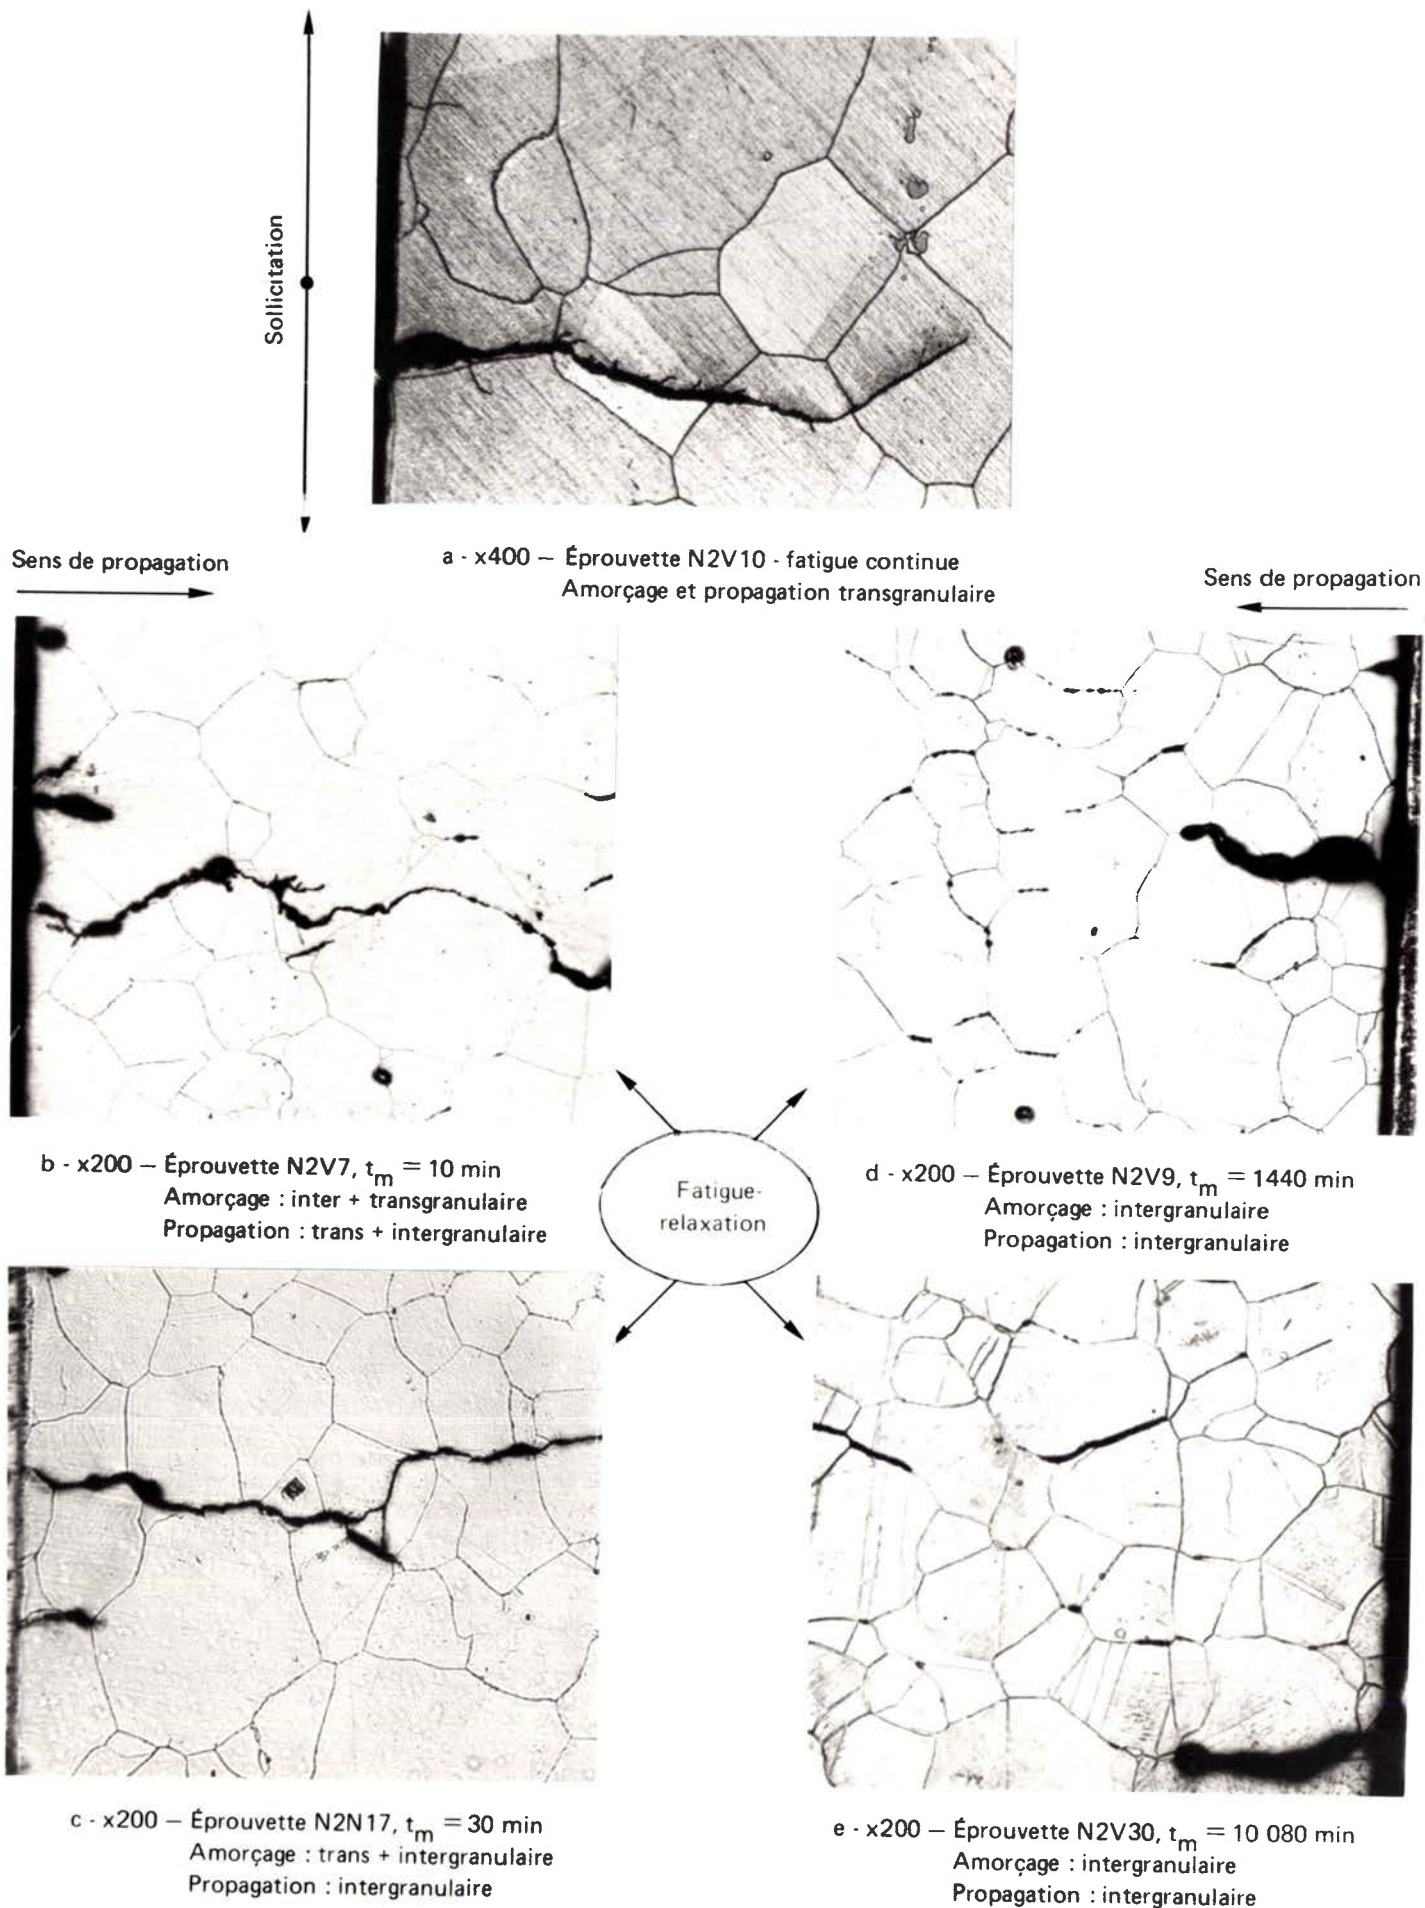 Sollicitation
a - x400 – Éprouvette N2V10 - fatigue continue
Amorçage et propagation transgranulaire
Sens de propagation
Sens de propagation
b - x200 – Éprouvette N2V7, tm = 10 min
Amorçage : inter + transgranulaire
Propagation : trans + intergranulaire
d - x200 – Éprouvette N2V9, tm = 1440 min
Amorçage : intergranulaire
Propagation : intergranulaire
Fatigue-
relaxation
c - x200 – Éprouvette N2N17, tm = 30 min
Amorçage : trans + intergranulaire
Propagation : intergranulaire
e - x200 – Éprouvette N2V30, tm = 10 080 min
Amorçage : intergranulaire
Propagation : intergranulaire